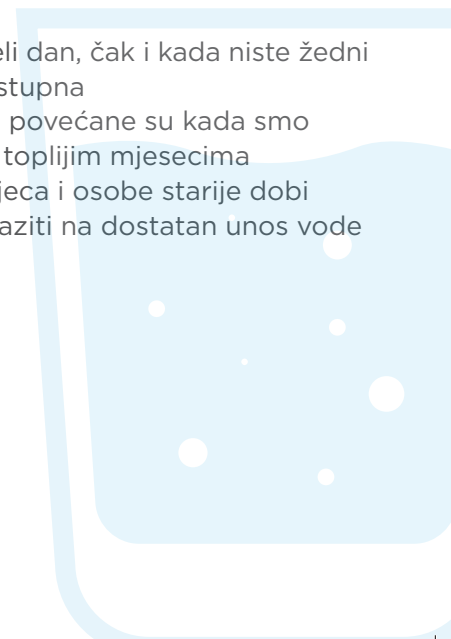 eli dan, čak i kada niste žedni
stupna
povećane su kada smo
toplijim mjesecima
jeca i osobe starije dobi
aziti na dostatan unos vode